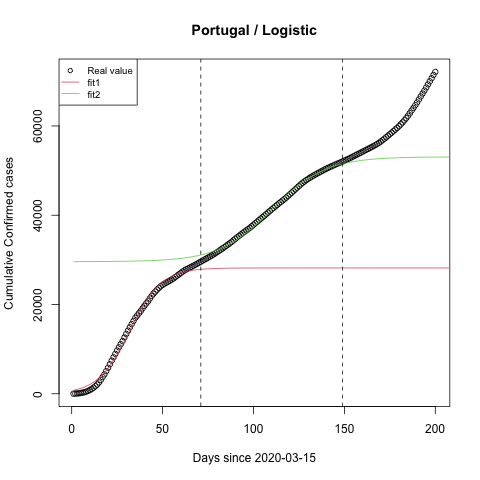 Portugal / Logistic
Real value
fit1
fit2
Cumulative Confirmed cases
60000
40000
20000
0
0 50 100 150 200
Days since 2020-03-15